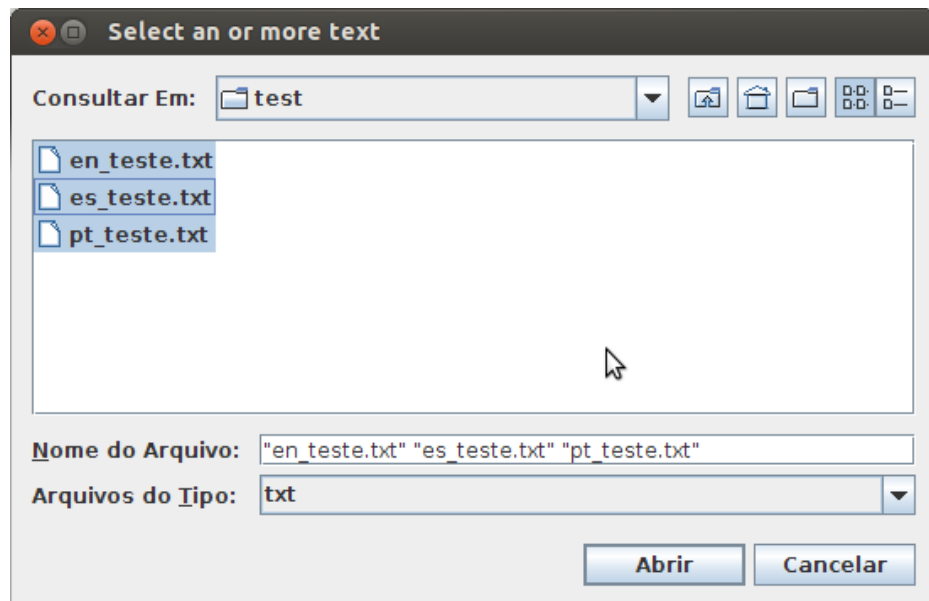 Select an or more text
Consultar Em: test
en_teste.txt
es_teste.txt
pt_teste.txt
Nome do Arquivo: "en_teste.txt" "es_teste.txt" "pt_teste.txt"
Arquivos do Tipo: txt
Abrir Cancelar